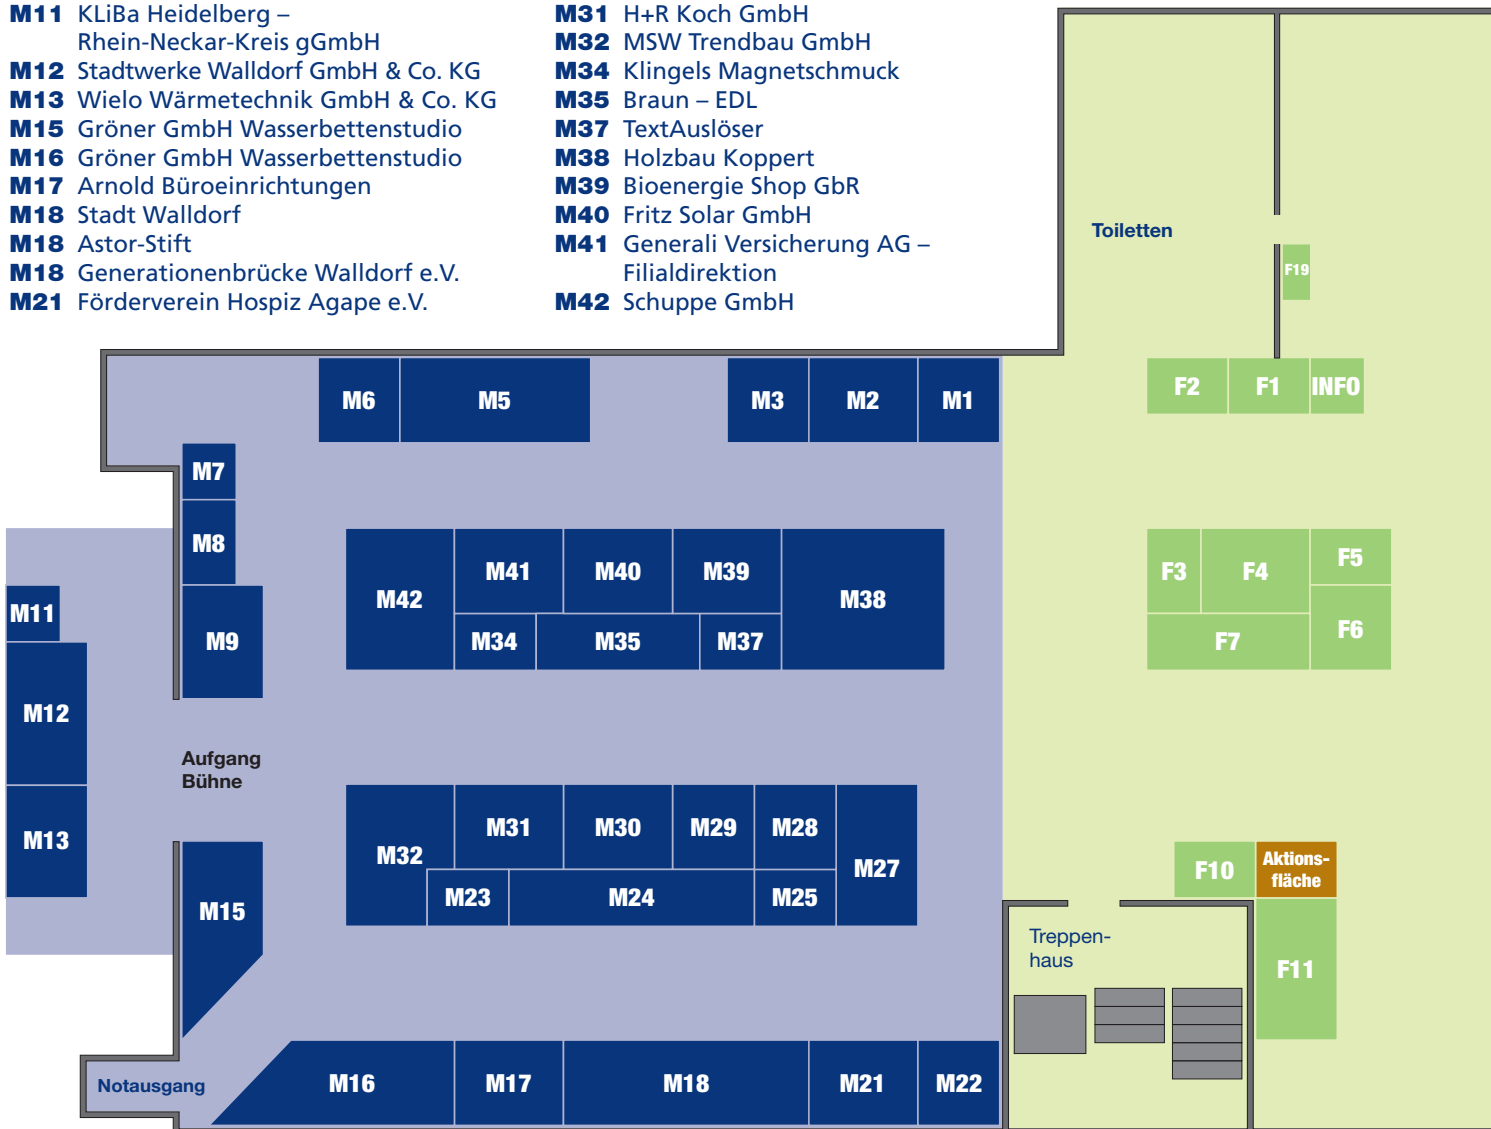 M11 KLiBa Heidelberg –
Rhein-Neckar-Kreis gGmbH
M12 Stadtwerke Walldorf GmbH & Co. KG
M13 Wielo Wärmetechnik GmbH & Co. KG
M15 Gröner GmbH Wasserbettenstudio
M16 Gröner GmbH Wasserbettenstudio
M17 Arnold Büroeinrichtungen
M18 Stadt Walldorf
M18 Astor-Stift
M18 Generationenbrücke Walldorf e.V.
M21 Förderverein Hospiz Agape e.V.
M31 H+R Koch GmbH
M32 MSW Trendbau GmbH
M34 Klingels Magnetschmuck
M35 Braun – EDL
M37 TextAuslöser
M38 Holzbau Koppert
M39 Bioenergie Shop GbR
M40 Fritz Solar GmbH
M41 Generali Versicherung AG –
Filialdirektion
M42 Schuppe GmbH
Toiletten
F19
M6 M5 M3 M2 M1
F2 F1 INFO
M7
M8
M9
M11
M12
M13
M42 M41 M40 M39 M38
M34 M35 M37
F3 F4 F5
F7 F6
Aufgang
Bühne
M32 M31 M30 M29 M28 M27
M23 M24 M25
M15
F10 Aktions-
fläche
F11
Treppen-
haus
Notausgang
M16 M17 M18 M21 M22